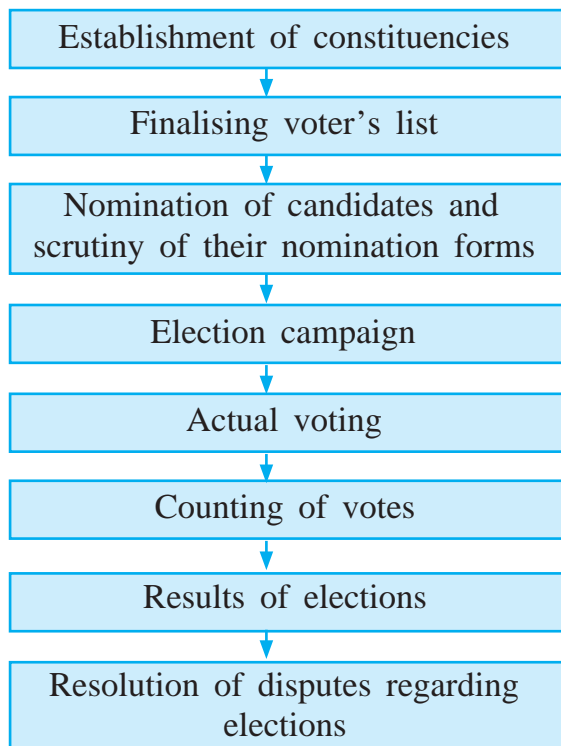 Establishment of constituencies
Finalising voter's list
Nomination of candidates and
scrutiny of their nomination forms
Election campaign
Actual voting
Counting of votes
Results of elections
Resolution of disputes regarding
elections